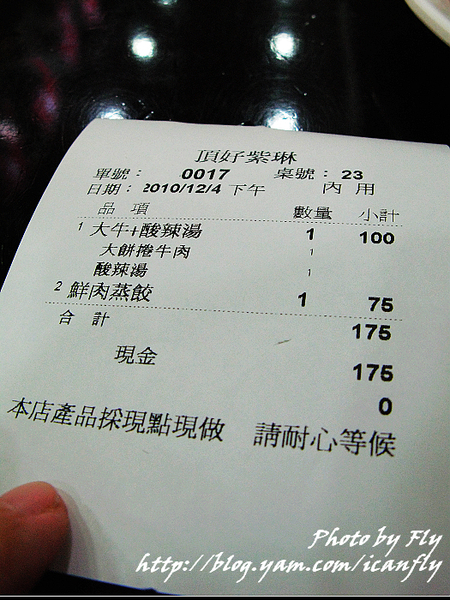 頂好紫琳
單號： 0017 桌號： 23
日期： 2010/12/4 下午 內 用
品 項 數量 小計
1 大牛+酸辣湯 1 100
大餅捲牛肉 1
酸辣湯 1
2 鮮肉蒸餃 1 75
合 計 175
現金 175
0
本店產品採現點現做 請耐心等候
Photo by Fly
http://blog.yam.com/icanfly